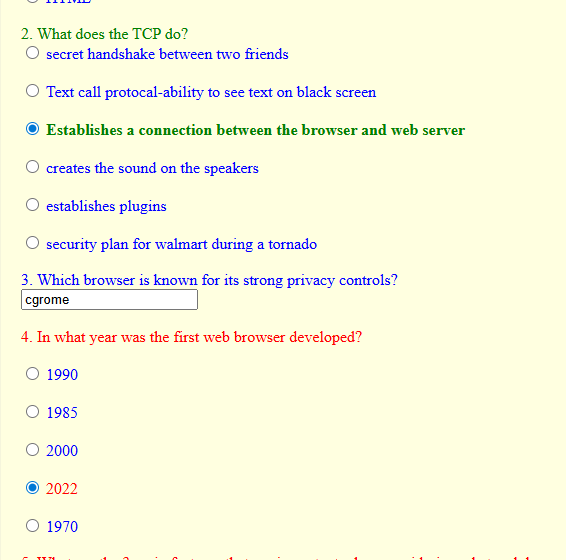 2. What does the TCP do?
secret handshake between two friends
Text call protocal-ability to see text on black screen
Establishes a connection between the browser and web server
creates the sound on the speakers
establishes plugins
security plan for walmart during a tornado
3. Which browser is known for its strong privacy controls?
cgrome
4. In what year was the first web browser developed?
1990
1985
2000
2022
1970